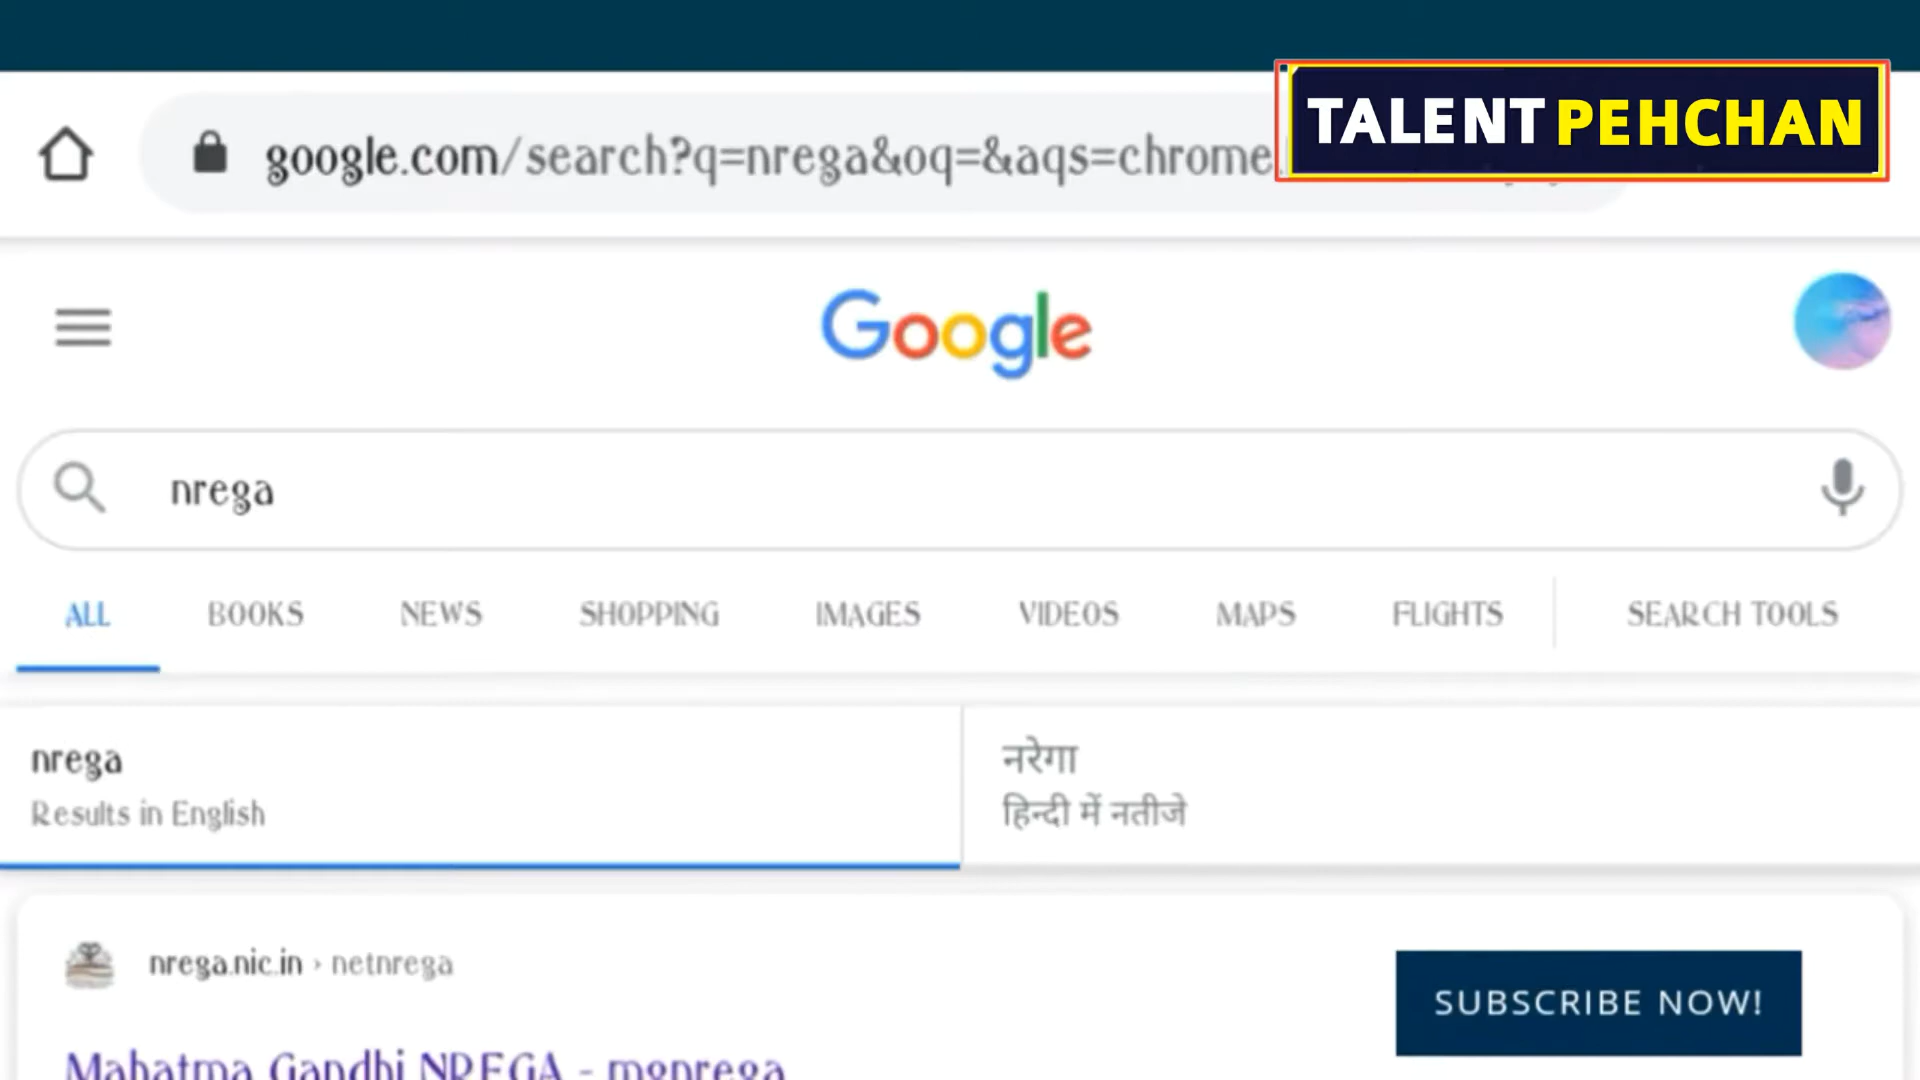 TALENT PEHCHAN
google.com/search?q=nrega&oq=&aqs=chrome
Google
nrega
ALL BOOKS NEWS SHOPPING IMAGES VIDEOS MAPS FLIGHTS SEARCH TOOLS
nrega
Results in English
नरेगा
हिन्दी में नतीजे
nrega.nic.in › netnrega
SUBSCRIBE NOW!
Mahatma Gandhi NREGA - mgnrega